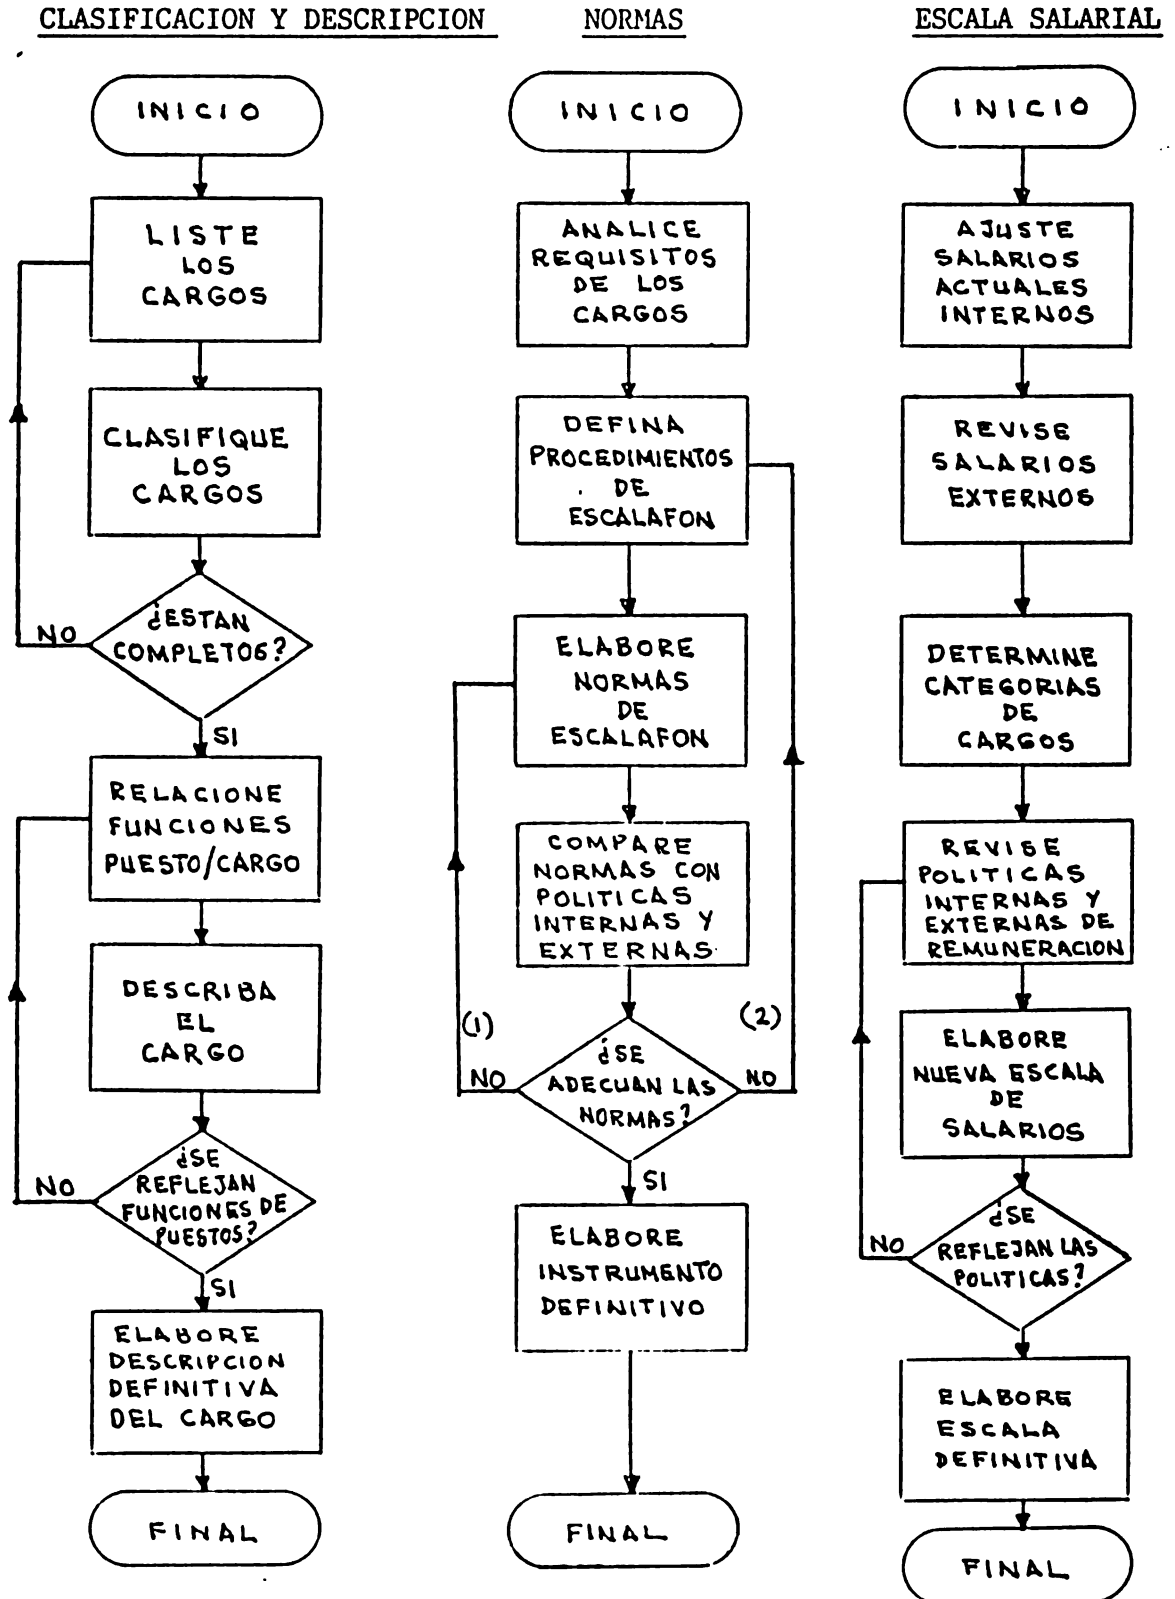 CLASIFICACION Y DESCRIPCION
INICIO
LISTE
LOS
CARGOS
CLASIFIQUE
LOS
CARGOS
¿ESTAN
COMPLETOS?
NO
SI
RELACIONE
FUNCIONES
PUESTO/CARGO
DESCRIBA
EL
CARGO
¿SE
REFLEJAN
FUNCIONES DE
PUESTOS?
NO
SI
ELABORE
DESCRIPCION
DEFINITIVA
DEL CARGO
FINAL
NORMAS
INICIO
ANALICE
REQUISITOS
DE LOS
CARGOS
DEFINA
PROCEDIMIENTOS
DE
ESCALAFON
ELABORE
NORMAS
DE
ESCALAFON
COMPARE
NORMAS CON
POLITICAS
INTERNAS Y
EXTERNAS
(1)
(2)
¿SE
ADECUAN LAS
NORMAS?
NO
NO
SI
ELABORE
INSTRUMENTO
DEFINITIVO
FINAL
ESCALA SALARIAL
INICIO
AJUSTE
SALARIOS
ACTUALES
INTERNOS
REVISE
SALARIOS
EXTERNOS
DETERMINE
CATEGORIAS
DE
CARGOS
REVISE
POLITICAS
INTERNAS Y
EXTERNAS DE
REMUNERACION
ELABORE
NUEVA ESCALA
DE
SALARIOS
¿SE
REFLEJAN LAS
POLITICAS?
NO
ELABORE
ESCALA
DEFINITIVA
FINAL